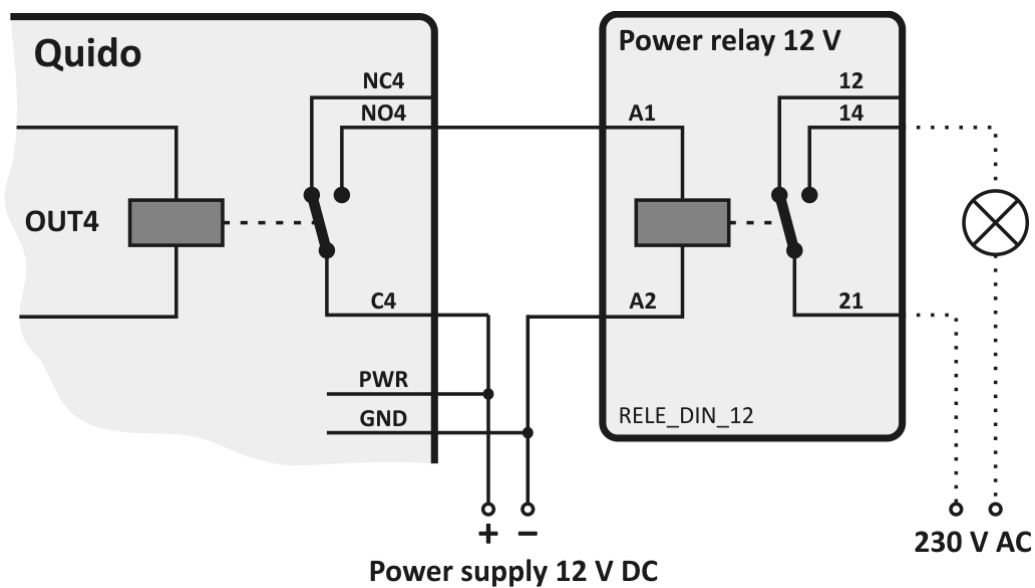 Quido
NC4
NO4
OUT4
C4
PWR
GND
+ −
Power supply 12 V DC
Power relay 12 V
12
14
A1
A2
21
RELE_DIN_12
230 V AC